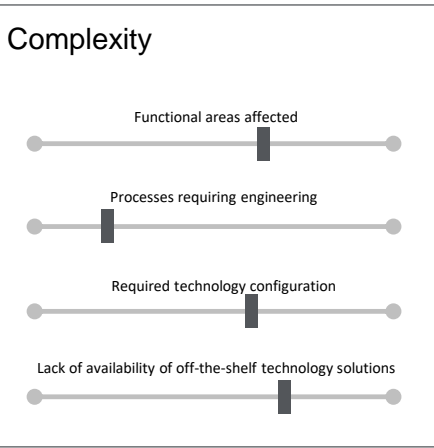 Complexity
Functional areas affected
Processes requiring engineering
Required technology configuration
Lack of availability of off-the-shelf technology solutions